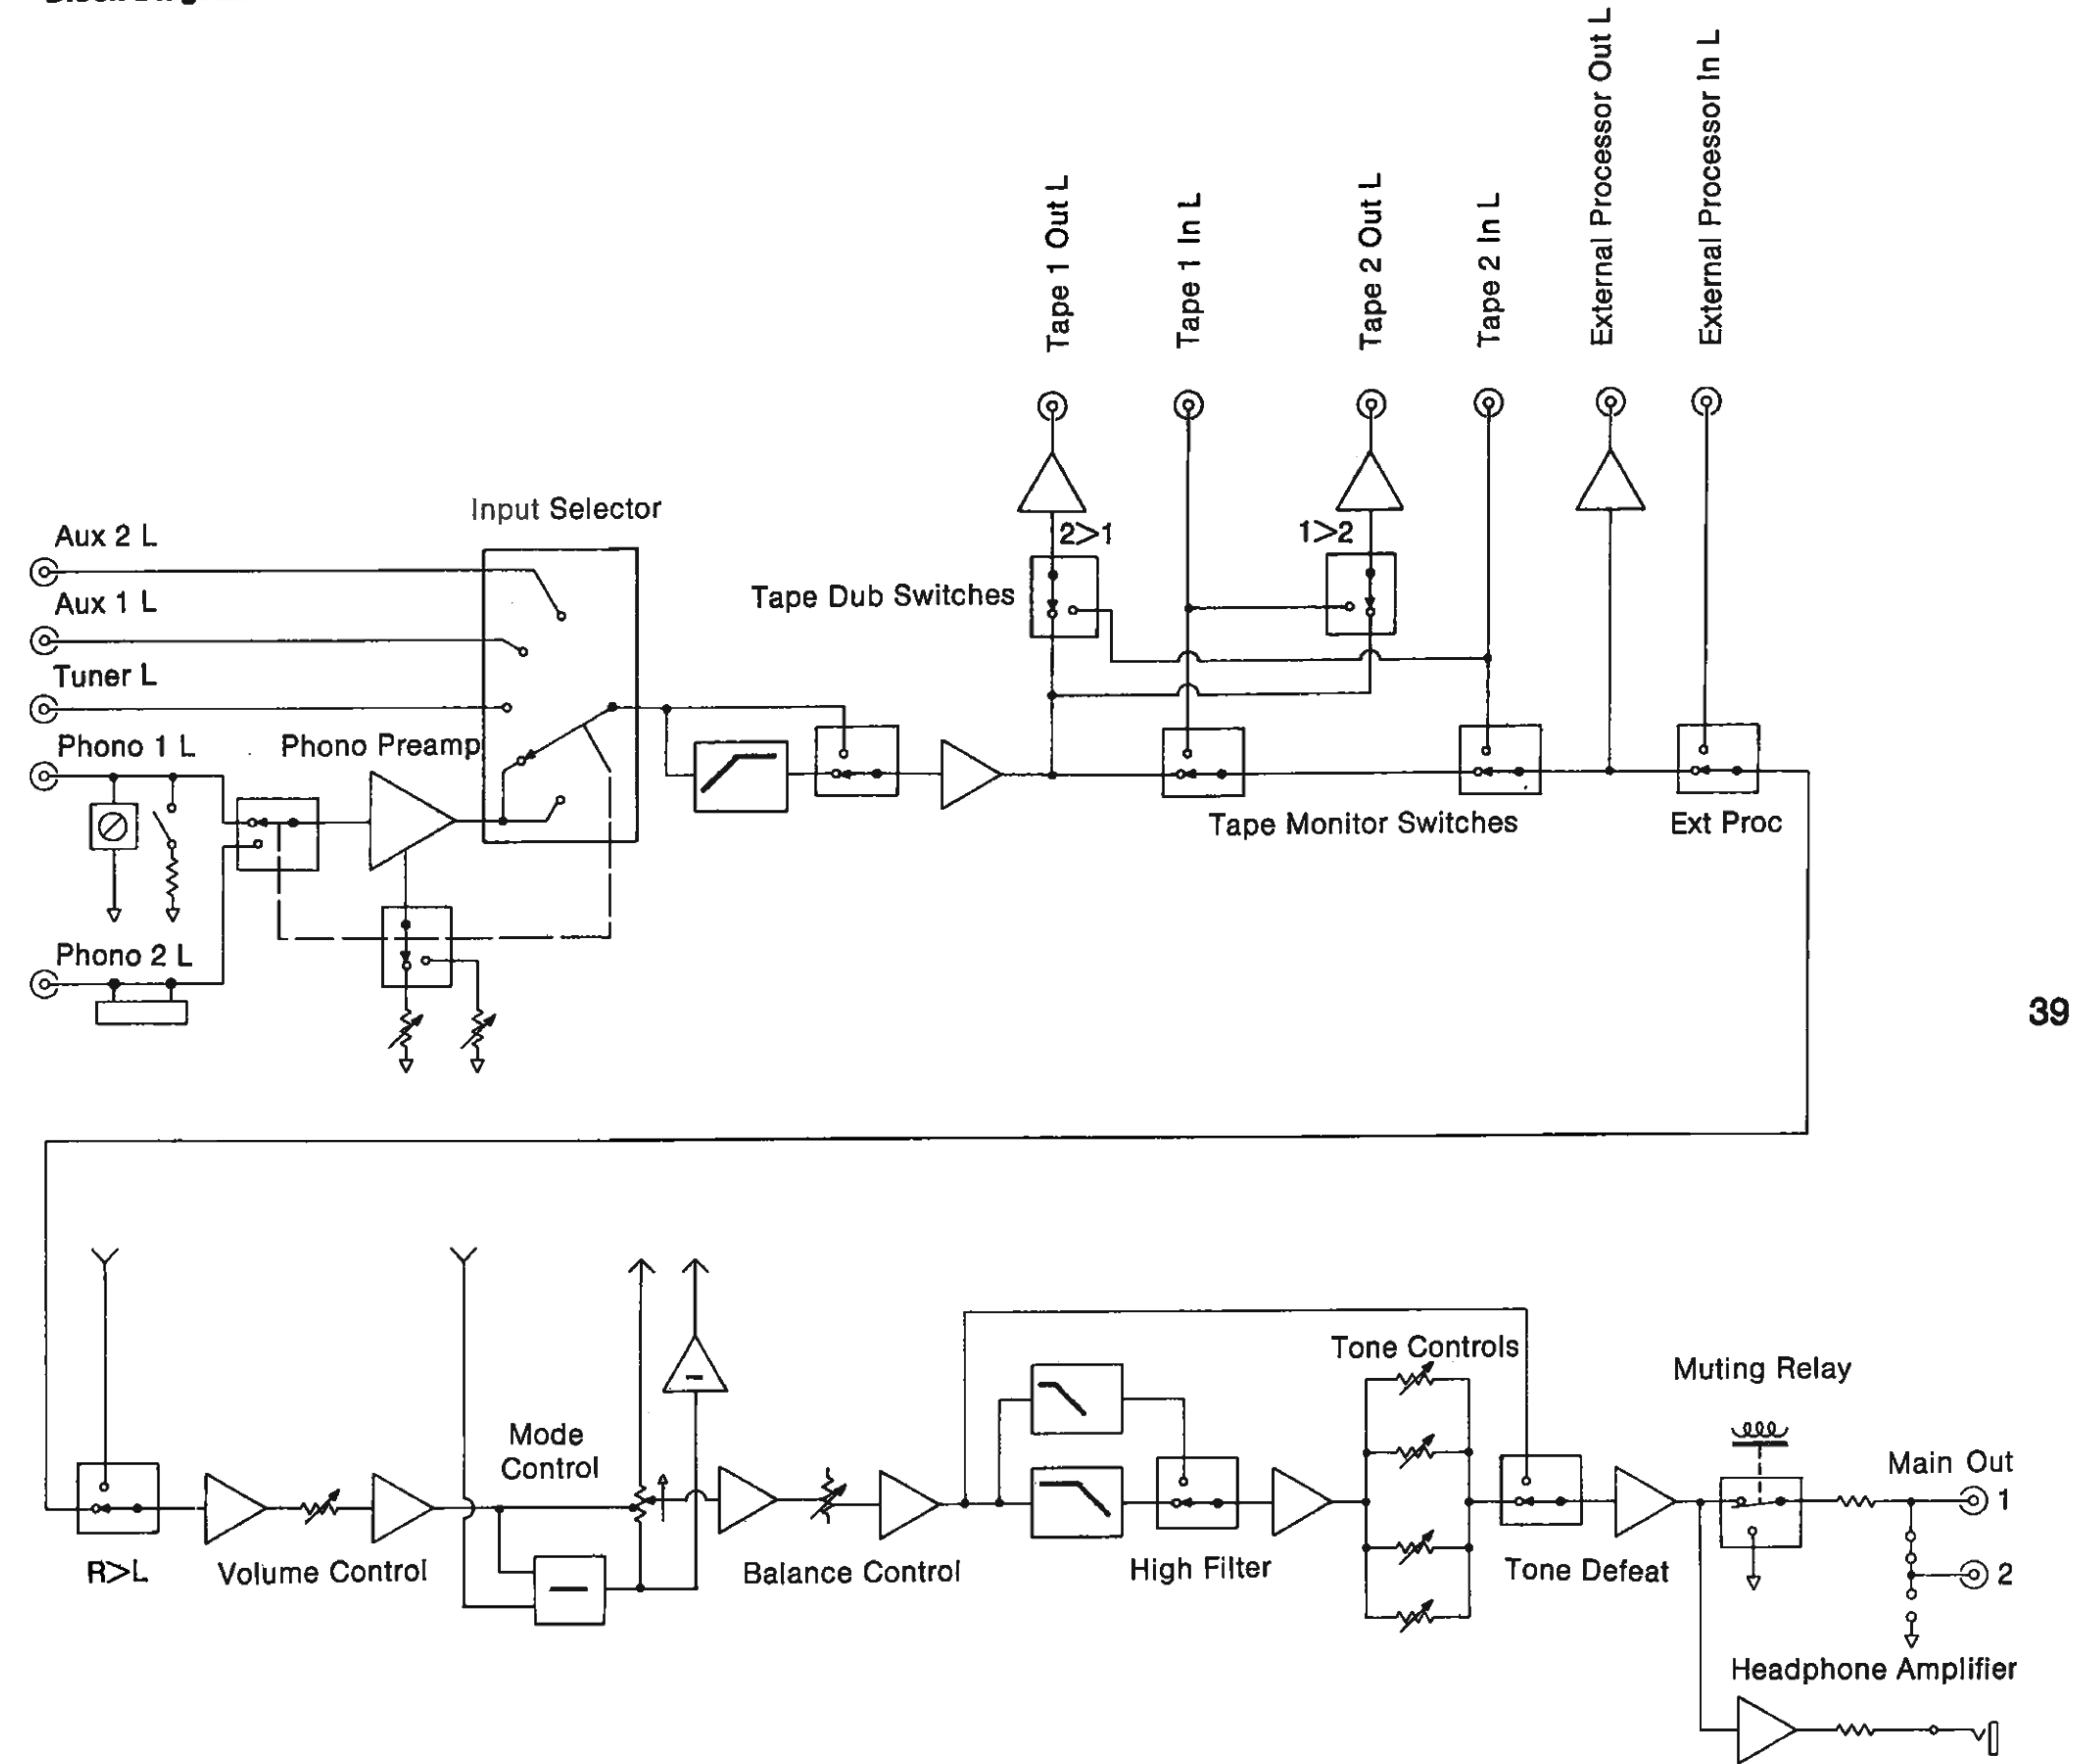 Tape 1 Out L
Tape 1 In L
Tape 2 Out L
Tape 2 In L
External Processor Out L
External Processor In L
Input Selector
Aux 2 L
Aux 1 L
Tuner L
Phono 1 L
Phono Preamp
Phono 2 L
2>1
1>2
Tape Dub Switches
Tape Monitor Switches
Ext Proc
39
Mode
Control
R>L
Volume Control
Balance Control
High Filter
Tone Controls
Tone Defeat
Muting Relay
Main Out
1
2
Headphone Amplifier